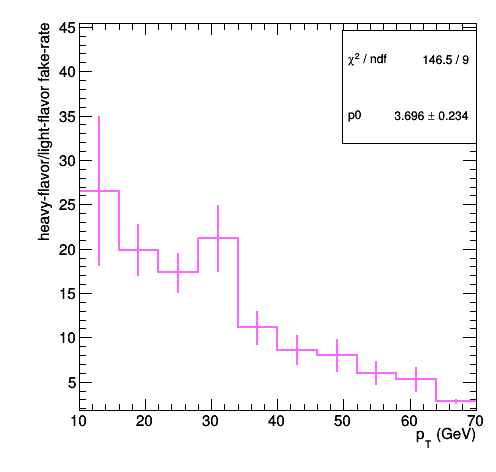 heavy-flavor/light-flavor fake-rate
45
40
35
30
25
20
15
10
5
χ² / ndf 146.5 / 9
p0 3.696 ± 0.234
10 20 30 40 50 60 70
p_T (GeV)